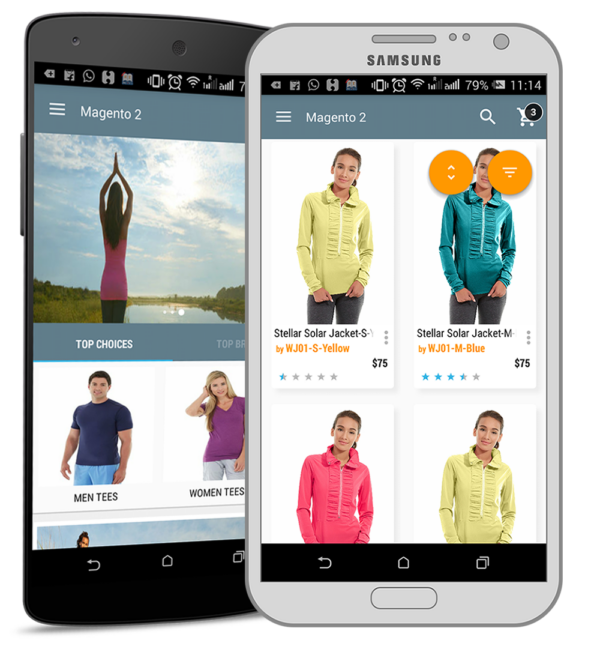 7
Magento 2
TOP CHOICES
TOP BR
MEN TEES
WOMEN TEES
SAMSUNG
79% 11:14
Magento 2
3
Stellar Solar Jacket-S-
by WJ01-S-Yellow
$75
Stellar Solar Jacket-M-
by WJ01-M-Blue
$75